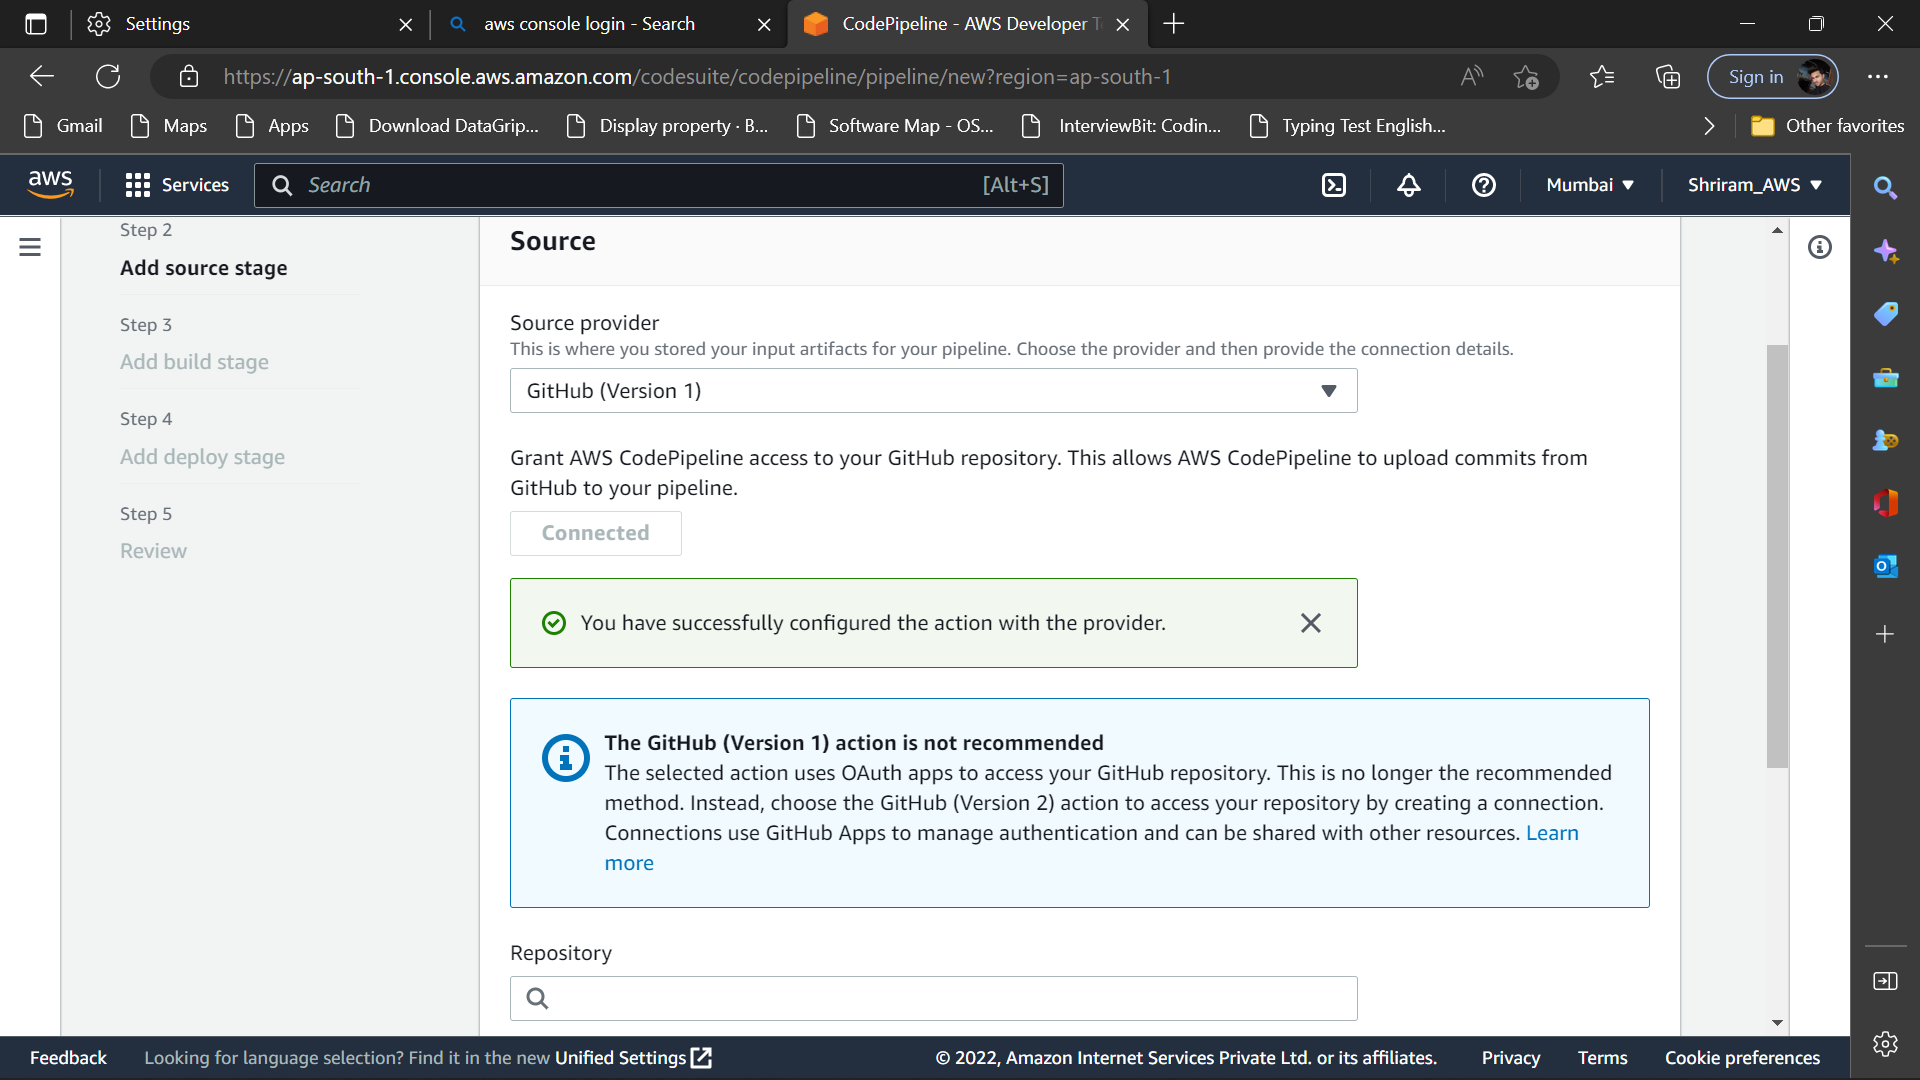 Settings
aws console login - Search
CodePipeline - AWS Developer T
https://ap-south-1.console.aws.amazon.com/codesuite/codepipeline/pipeline/new?region=ap-south-1
Sign in
Gmail
Maps
Apps
Download DataGrip...
Display property · B...
Software Map - OS...
InterviewBit: Codin...
Typing Test English...
Other favorites
aws
Services
Search
[Alt+S]
Mumbai
Shriram_AWS
Step 2
Add source stage
Step 3
Add build stage
Step 4
Add deploy stage
Step 5
Review
Source
Source provider
This is where you stored your input artifacts for your pipeline. Choose the provider and then provide the connection details.
GitHub (Version 1)
Grant AWS CodePipeline access to your GitHub repository. This allows AWS CodePipeline to upload commits from
GitHub to your pipeline.
Connected
You have successfully configured the action with the provider.
The GitHub (Version 1) action is not recommended
The selected action uses OAuth apps to access your GitHub repository. This is no longer the recommended
method. Instead, choose the GitHub (Version 2) action to access your repository by creating a connection.
Connections use GitHub Apps to manage authentication and can be shared with other resources. Learn
more
Repository
Feedback
Looking for language selection? Find it in the new Unified Settings
© 2022, Amazon Internet Services Private Ltd. or its affiliates.
Privacy
Terms
Cookie preferences